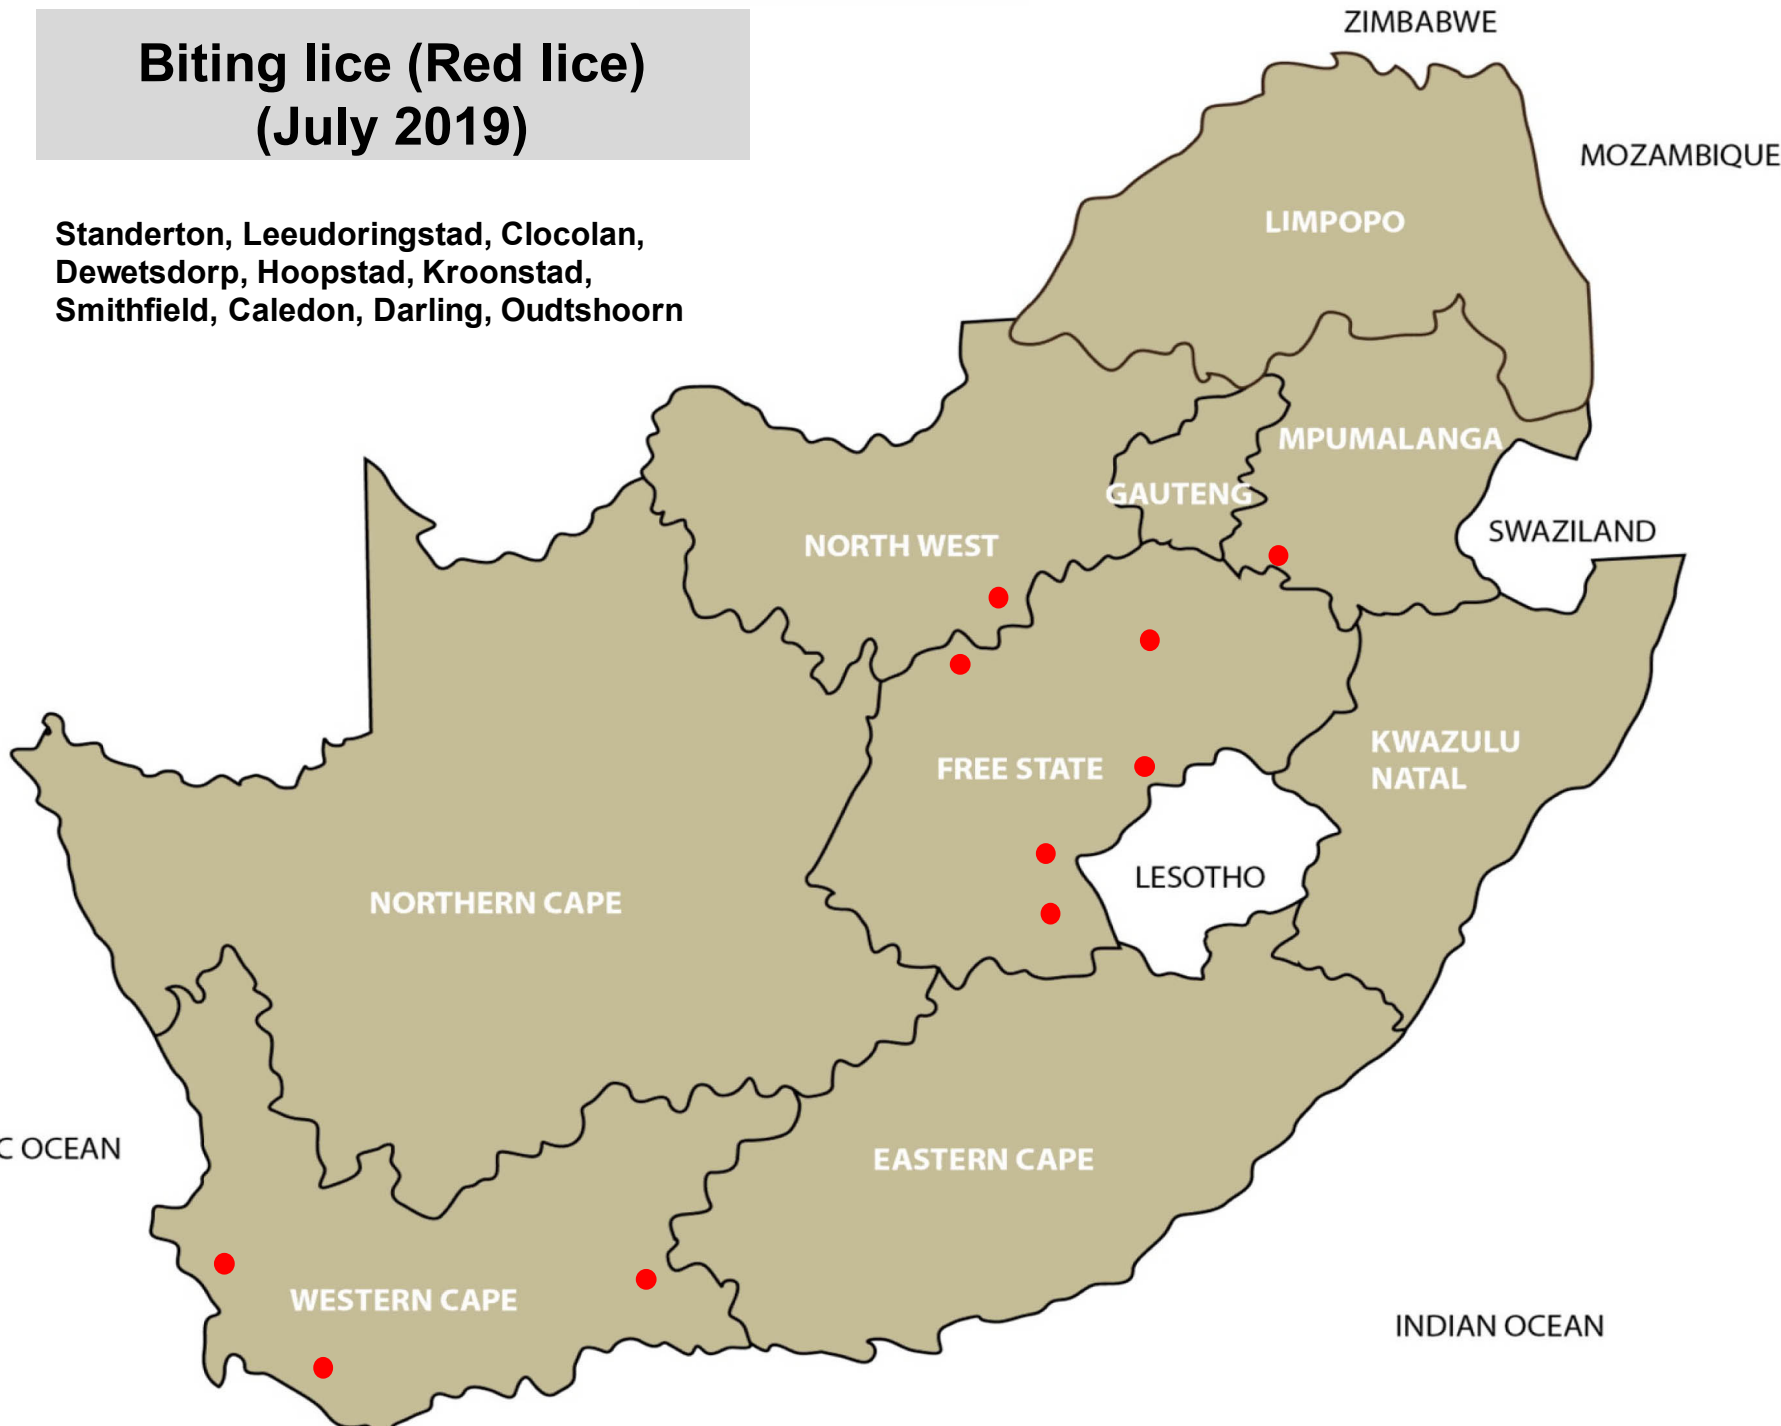 Biting lice (Red lice)
(July 2019)
Standerton, Leeudoringstad, Clocolan,
Dewetsdorp, Hoopstad, Kroonstad,
Smithfield, Caledon, Darling, Oudtshoorn
ZIMBABWE
MOZAMBIQUE
LIMPOPO
MPUMALANGA
GAUTENG
SWAZILAND
NORTH WEST
KWAZULU
NATAL
FREE STATE
LESOTHO
NORTHERN CAPE
C OCEAN
EASTERN CAPE
WESTERN CAPE
INDIAN OCEAN